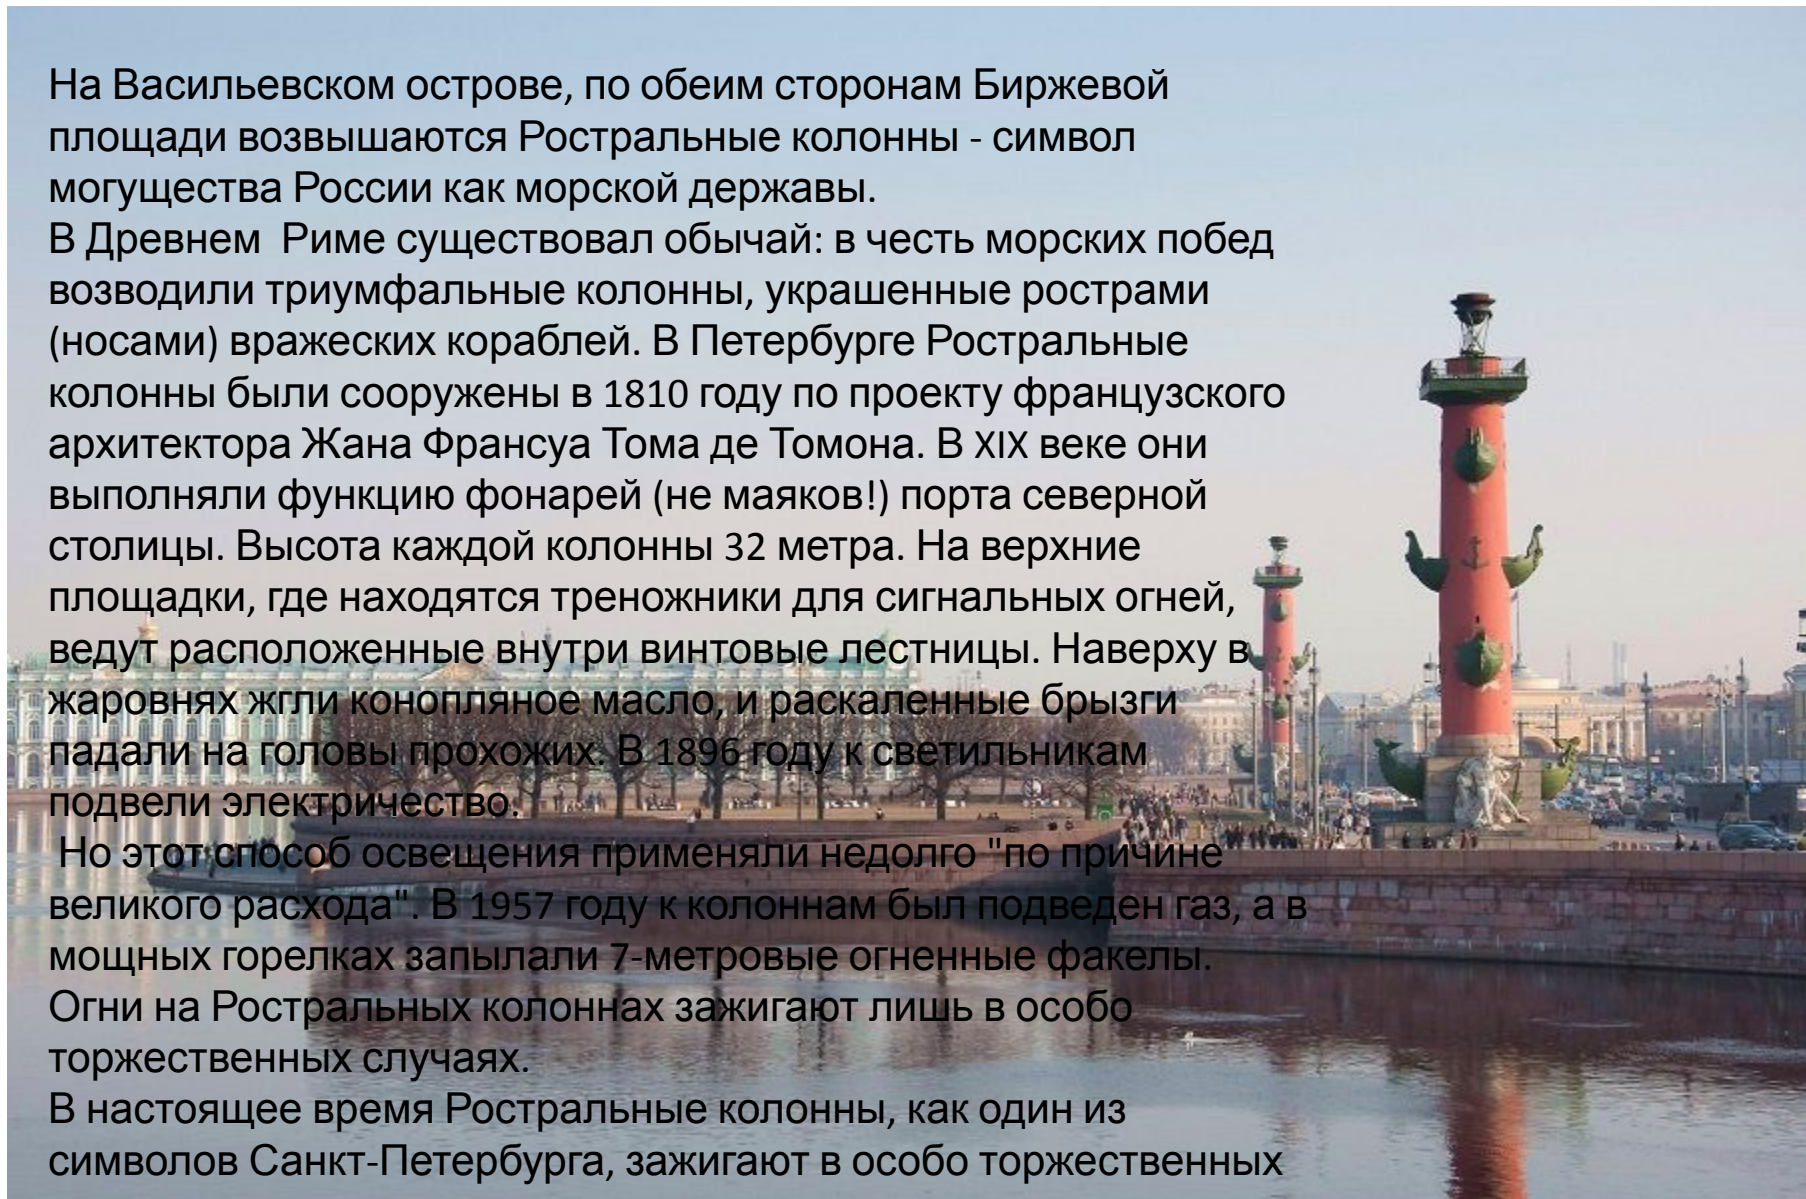 На Васильевском острове, по обеим сторонам Биржевой
площади возвышаются Ростральные колонны - символ
могущества России как морской державы.
В Древнем  Риме существовал обычай: в честь морских побед
возводили триумфальные колонны, украшенные рострами
(носами) вражеских кораблей. В Петербурге Ростральные
колонны были сооружены в 1810 году по проекту французского
архитектора Жана Франсуа Тома де Томона. В XIX веке они
выполняли функцию фонарей (не маяков!) порта северной
столицы. Высота каждой колонны 32 метра. На верхние
площадки, где находятся треножники для сигнальных огней,
ведут расположенные внутри винтовые лестницы. Наверху в
жаровнях жгли конопляное масло, и раскаленные брызги
падали на головы прохожих. В 1896 году к светильникам
подвели электричество.
Но этот способ освещения применяли недолго "по причине
великого расхода". В 1957 году к колоннам был подведен газ, а в
мощных горелках запылали 7-метровые огненные факелы.
Огни на Ростральных колоннах зажигают лишь в особо
торжественных случаях.
В настоящее время Ростральные колонны, как один из
символов Санкт-Петербурга, зажигают в особо торжественных